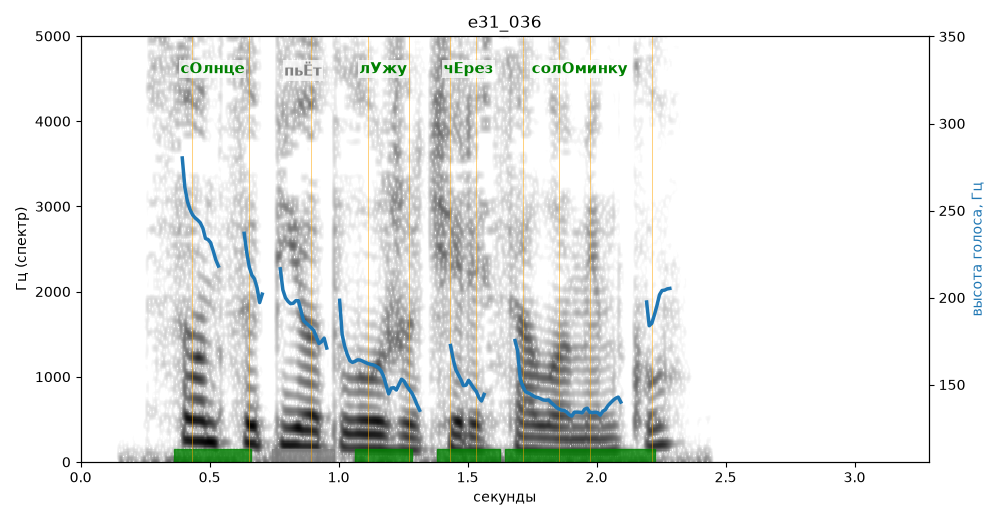 e31_036
сОлнце пьЁт лУжу чЕрез солОминку
5000
4000
3000
2000
1000
0
Гц (спектр)
350
300
250
200
150
высота голоса, Гц
0.0 0.5 1.0 1.5 2.0 2.5 3.0
секунды